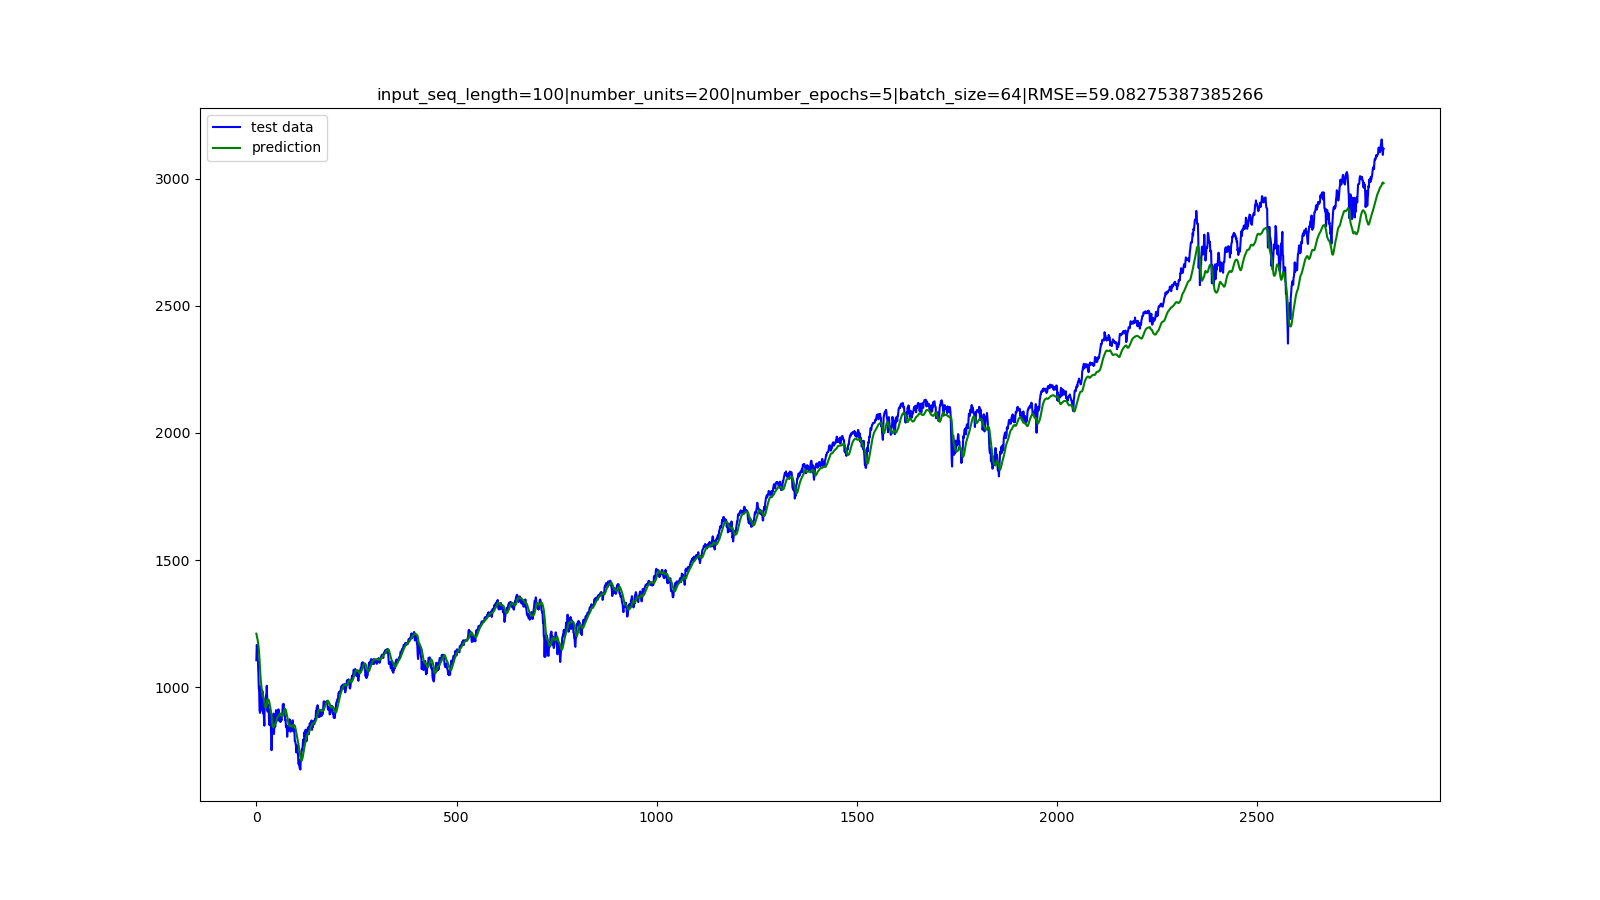 input_seq_length=100|number_units=200|number_epochs=5|batch_size=64|RMSE=59.08275387385266
test data
prediction
3000
2500
2000
1500
1000
0 500 1000 1500 2000 2500